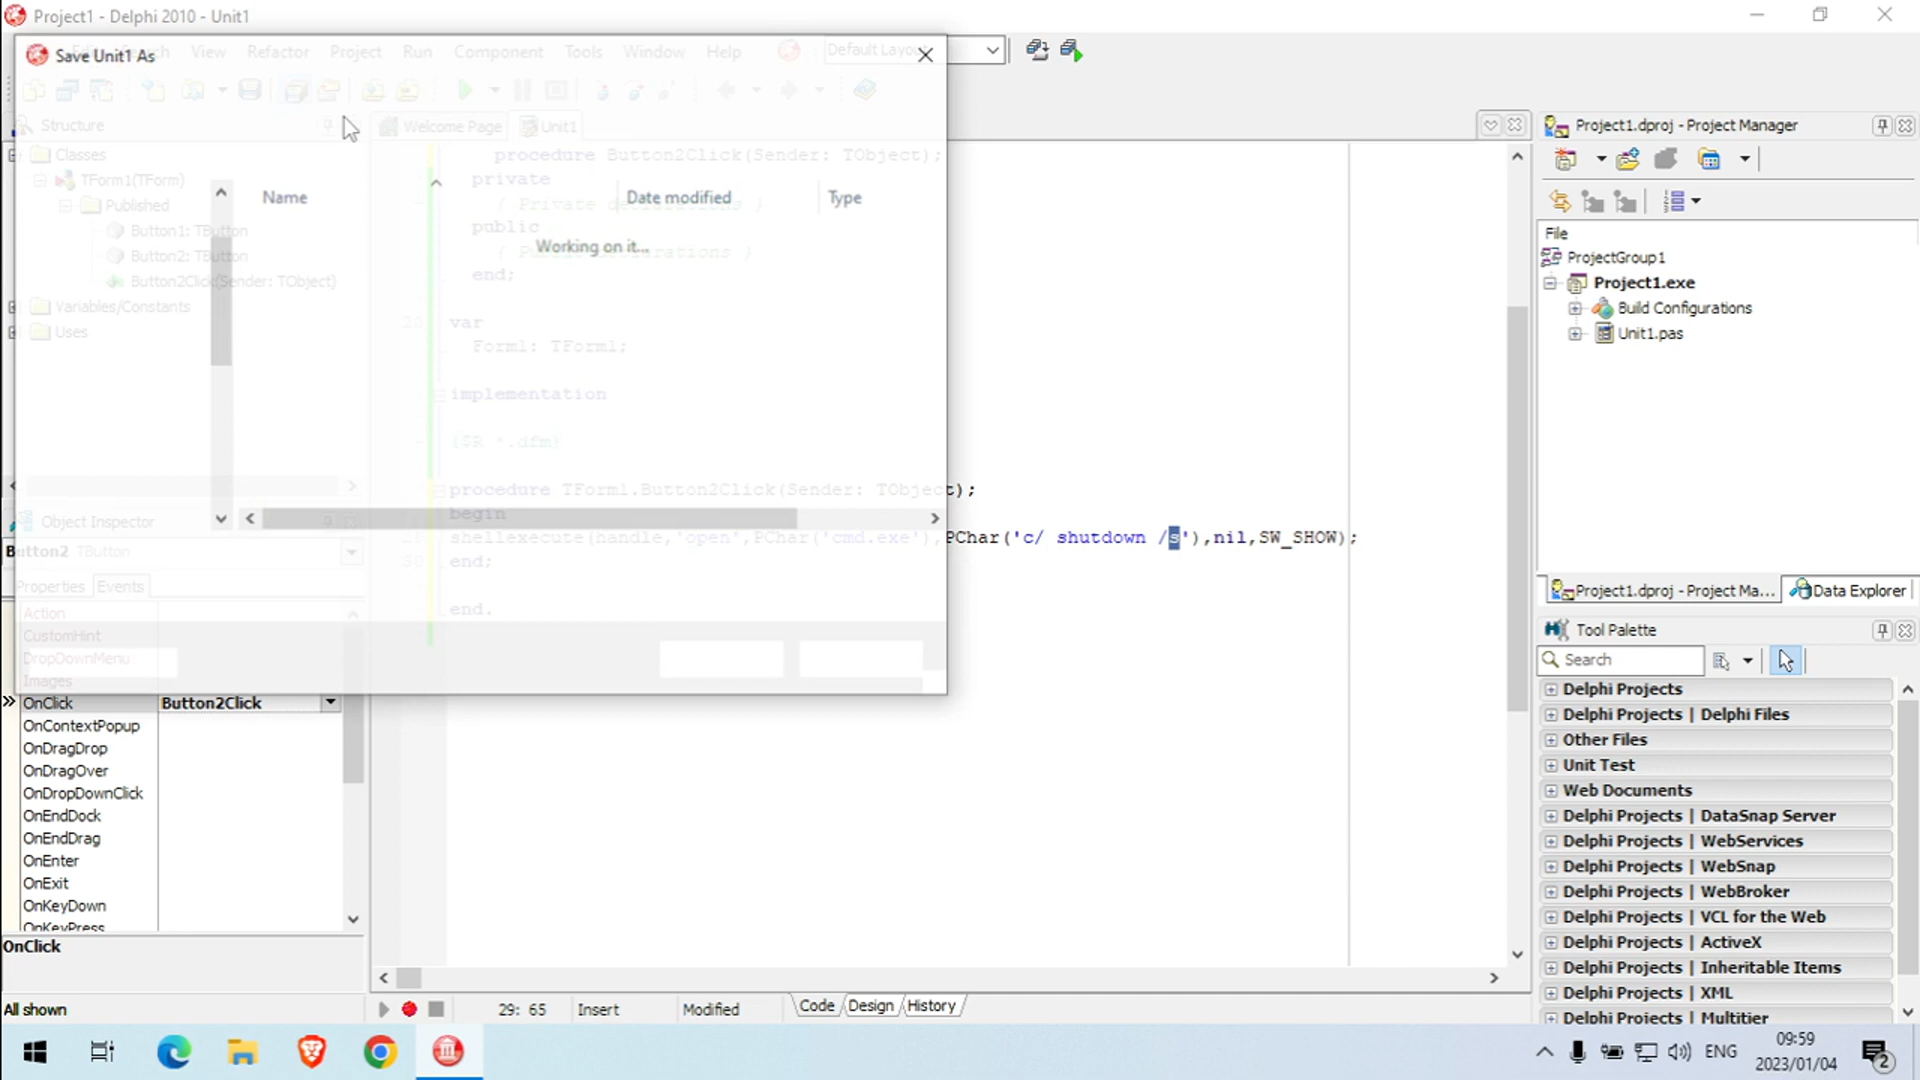 Project1 - Delphi 2010 - Unit1
Save Unit1 As
Edit Search View Refactor Project Run Component Tools Window Help
Default Layout
Structure
Welcome Page
Unit1
Classes
TForm1(TForm)
Published
Button1: TButton
Button2: TButton
Button2Click(Sender: TObject)
Variables/Constants
Uses
Name
Date modified
Type
Working on it...
procedure Button2Click(Sender: TObject);
private
{ Private declarations }
public
{ Public declarations }
end;
20
var
Form1: TForm1;
implementation
{$R *.dfm}
procedure TForm1.Button2Click(Sender: TObject);
begin
shellexecute(handle,'open',PChar('cmd.exe'),PChar('c/ shutdown /s'),nil,SW_SHOW);
30
end;
end.
Object Inspector
Button2 TButton
Properties
Events
Action
CustomHint
DropDownMenu
Images
OnClick
Button2Click
OnContextPopup
OnDragDrop
OnDragOver
OnDropDownClick
OnEndDock
OnEndDrag
OnEnter
OnExit
OnKeyDown
OnKeyPress
OnClick
All shown
29: 65
Insert
Modified
Code
Design
History
Project1.dproj - Project Manager
File
ProjectGroup1
Project1.exe
Build Configurations
Unit1.pas
Project1.dproj - Project Ma...
Data Explorer
Tool Palette
Search
Delphi Projects
Delphi Projects | Delphi Files
Other Files
Unit Test
Web Documents
Delphi Projects | DataSnap Server
Delphi Projects | WebServices
Delphi Projects | WebSnap
Delphi Projects | WebBroker
Delphi Projects | VCL for the Web
Delphi Projects | ActiveX
Delphi Projects | Inheritable Items
Delphi Projects | XML
Delphi Projects | Multitier
ENG
09:59
2023/01/04
2